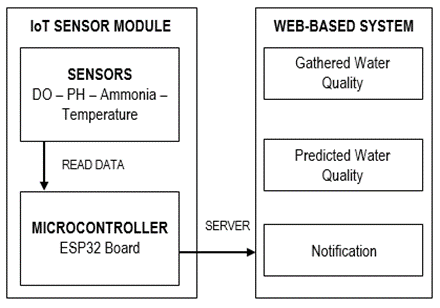 IoT SENSOR MODULE
SENSORS
DO – PH – Ammonia –
Temperature
READ DATA
MICROCONTROLLER
ESP32 Board
SERVER
WEB-BASED SYSTEM
Gathered Water
Quality
Predicted Water
Quality
Notification